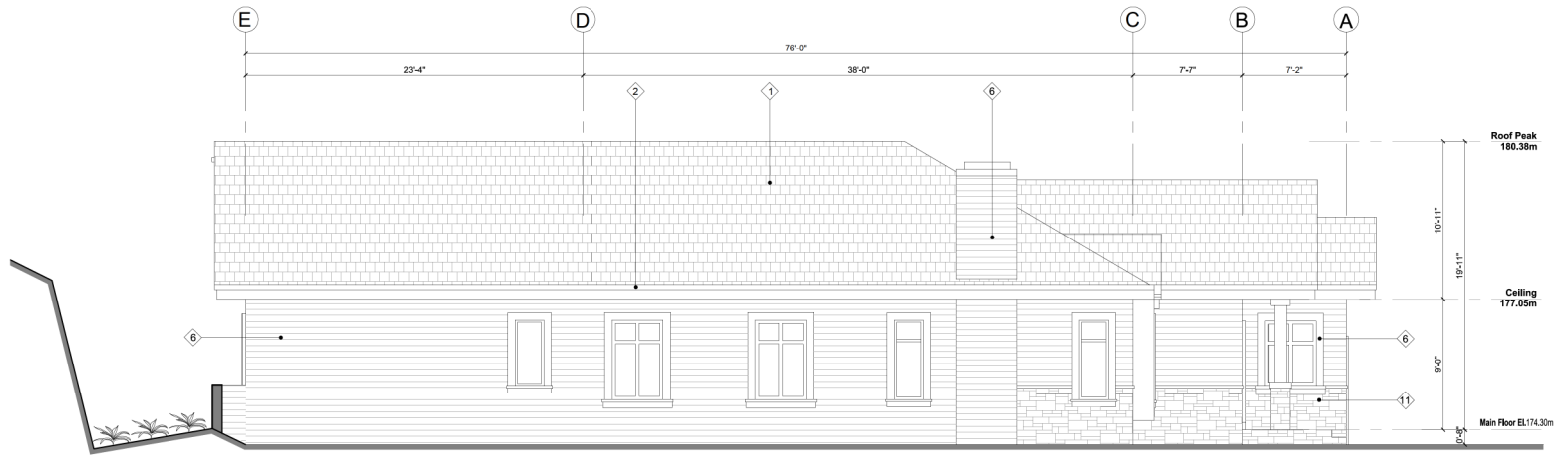 E D C B A
76'-0"
23'-4" 38'-0" 7'-7" 7'-2"
2 1 6
Roof Peak
180.38m
10'-11"
19'-11"
Ceiling
177.05m
6 6
9'-0"
11
Main Floor El.174.30m
0'-8"